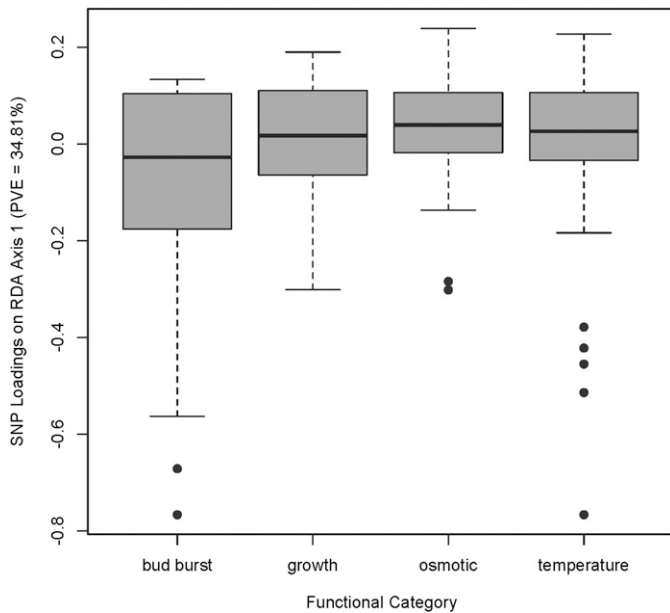 SNP Loadings on RDA Axis 1 (PVE = 34.81%)
0.2
0.0
-0.2
-0.4
-0.6
-0.8
bud burst growth osmotic temperature
Functional Category